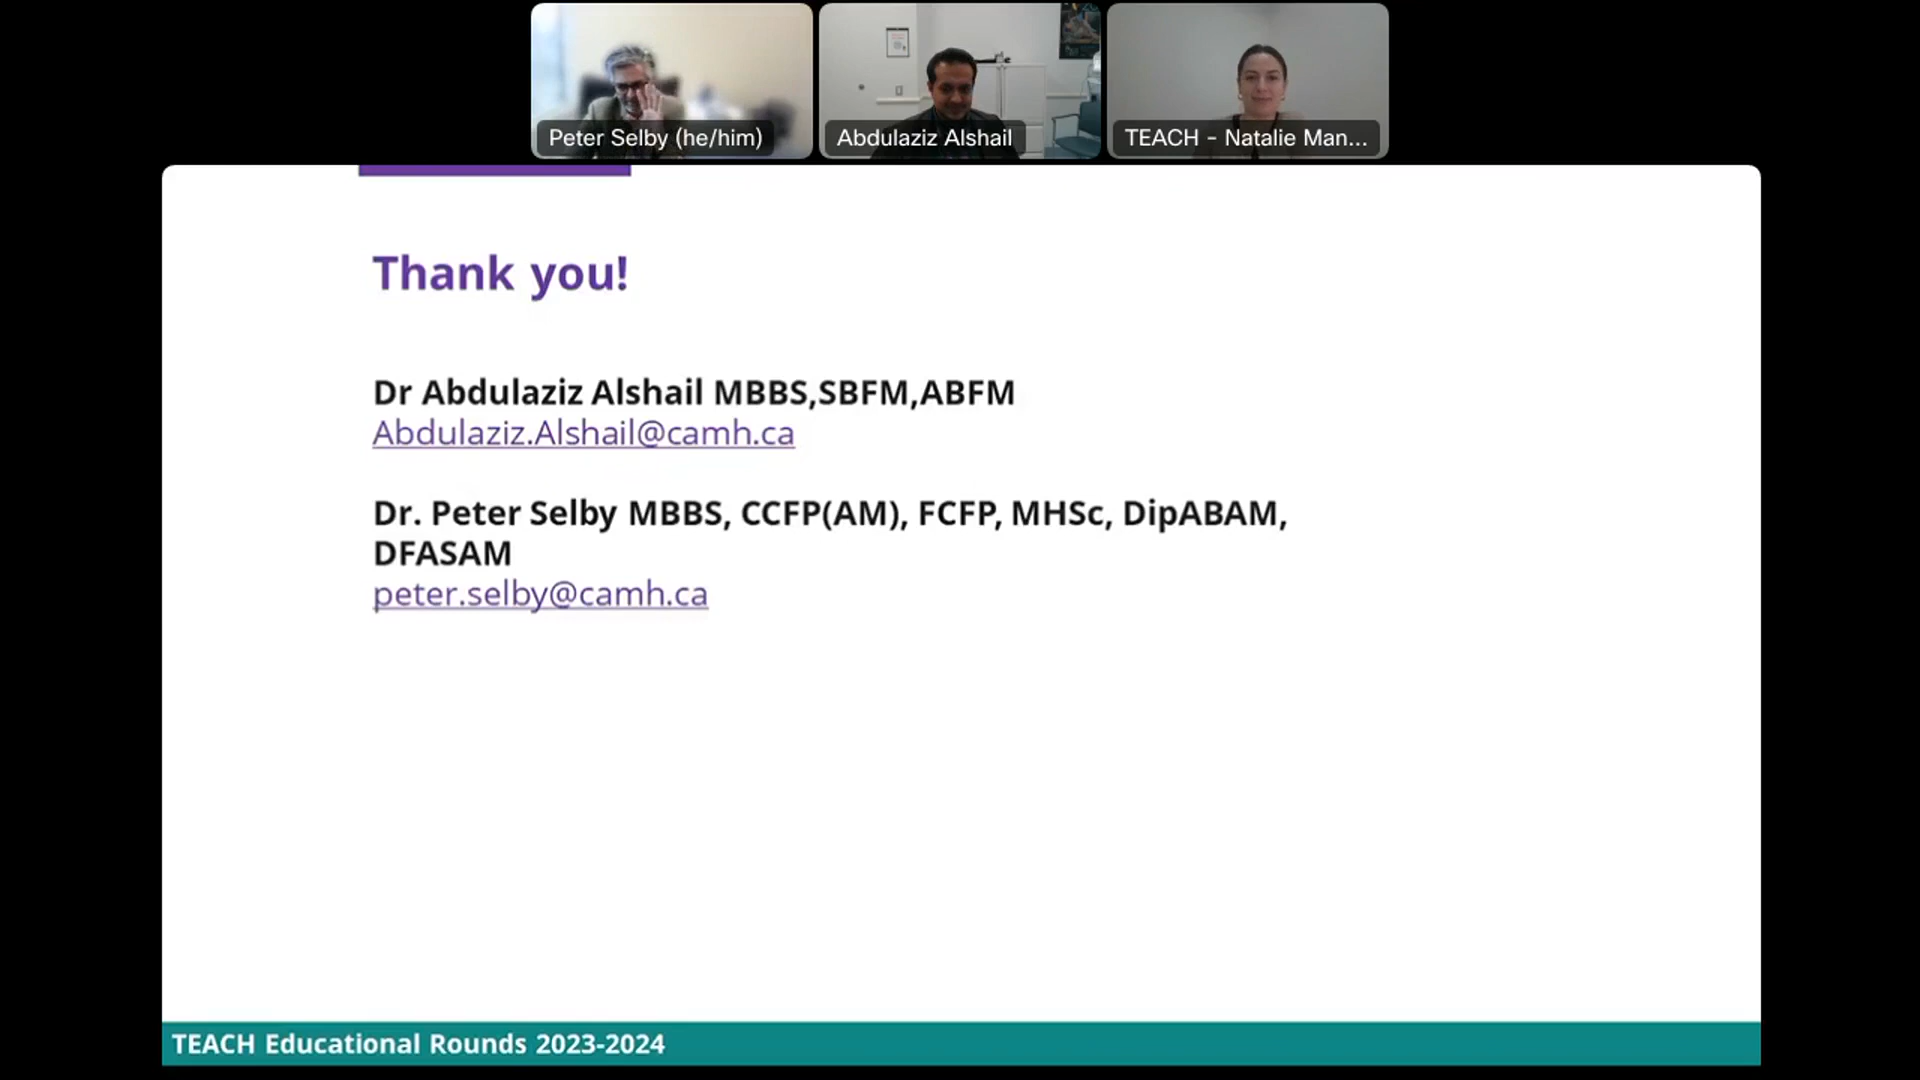 Peter Selby (he/him)
Abdulaziz Alshail
TEACH - Natalie Man...
Thank you!
Dr Abdulaziz Alshail MBBS,SBFM,ABFM
Abdulaziz.Alshail@camh.ca
Dr. Peter Selby MBBS, CCFP(AM), FCFP, MHSc, DipABAM,
DFASAM
peter.selby@camh.ca
TEACH Educational Rounds 2023-2024